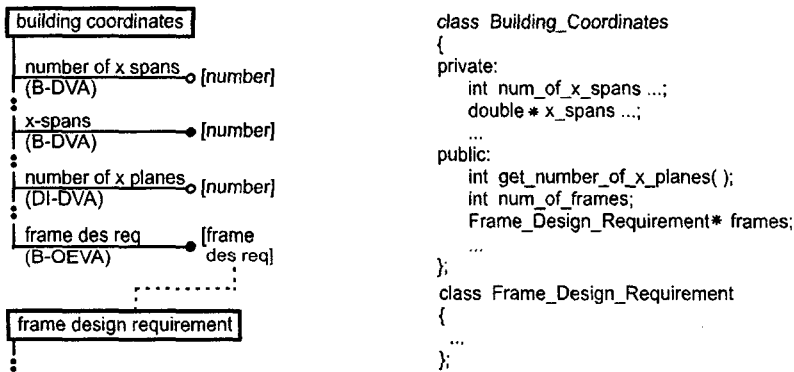 building coordinates
number of x spans
(B-DVA)
[number]
x-spans
(B-DVA)
[number]
number of x planes
(DI-DVA)
[number]
frame des req
(B-OEVA)
[frame
des req]
frame design requirement
class Building_Coordinates
{
private:
int num_of_x_spans ...;
double* x_spans ...;
...
public:
int get_number_of_x_planes( );
int num_of_frames;
Frame_Design_Requirement* frames;
...
};
class Frame_Design_Requirement
{
...
};